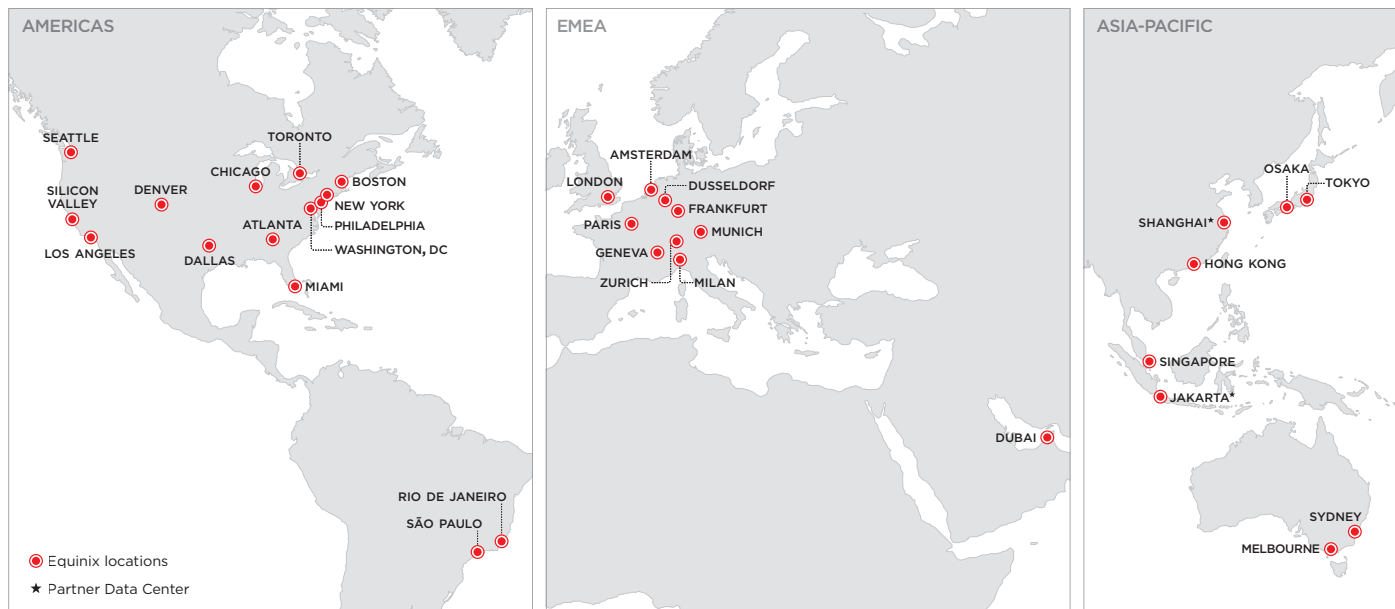 AMERICAS
SEATTLE
TORONTO
CHICAGO
BOSTON
SILICON
VALLEY
DENVER
NEW YORK
PHILADELPHIA
ATLANTA
WASHINGTON, DC
LOS ANGELES
DALLAS
MIAMI
RIO DE JANEIRO
SÃO PAULO
Equinix locations
★ Partner Data Center
EMEA
AMSTERDAM
LONDON
DUSSELDORF
FRANKFURT
PARIS
MUNICH
GENEVA
ZURICH
MILAN
DUBAI
ASIA-PACIFIC
OSAKA
TOKYO
SHANGHAI★
HONG KONG
SINGAPORE
JAKARTA★
SYDNEY
MELBOURNE